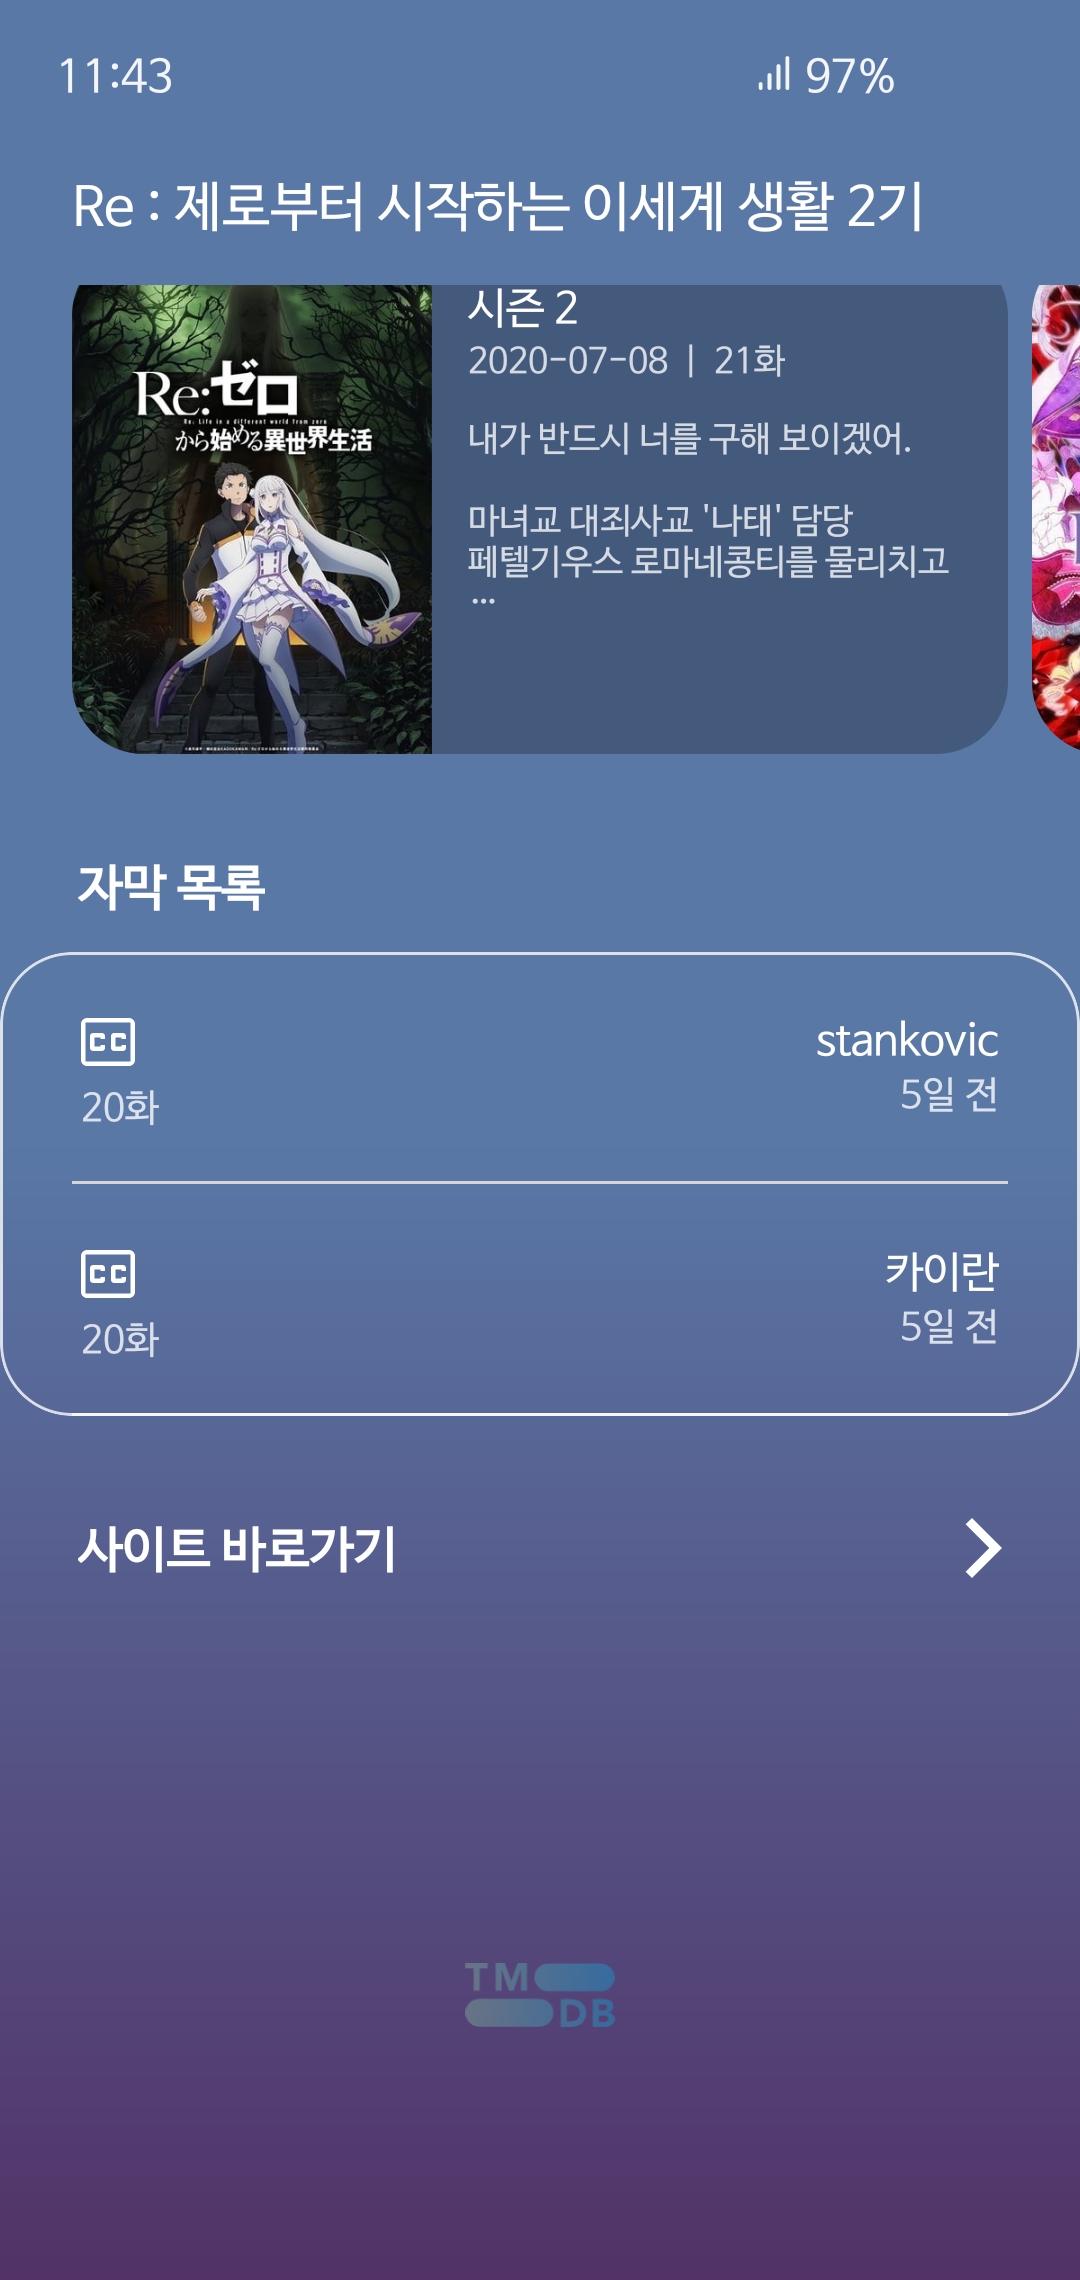 11:43
97%
Re : 제로부터 시작하는 이세계 생활 2기
시즌 2
2020-07-08 | 21화
내가 반드시 너를 구해 보이겠어.
마녀교 대죄사교 '나태' 담당
페텔기우스 로마네콩티를 물리치고
...
Re:ゼロ
Re: Life in a different world from zero
から始める異世界生活
자막 목록
CC
stankovic
20화
5일 전
CC
카이란
20화
5일 전
사이트 바로가기
TM
DB